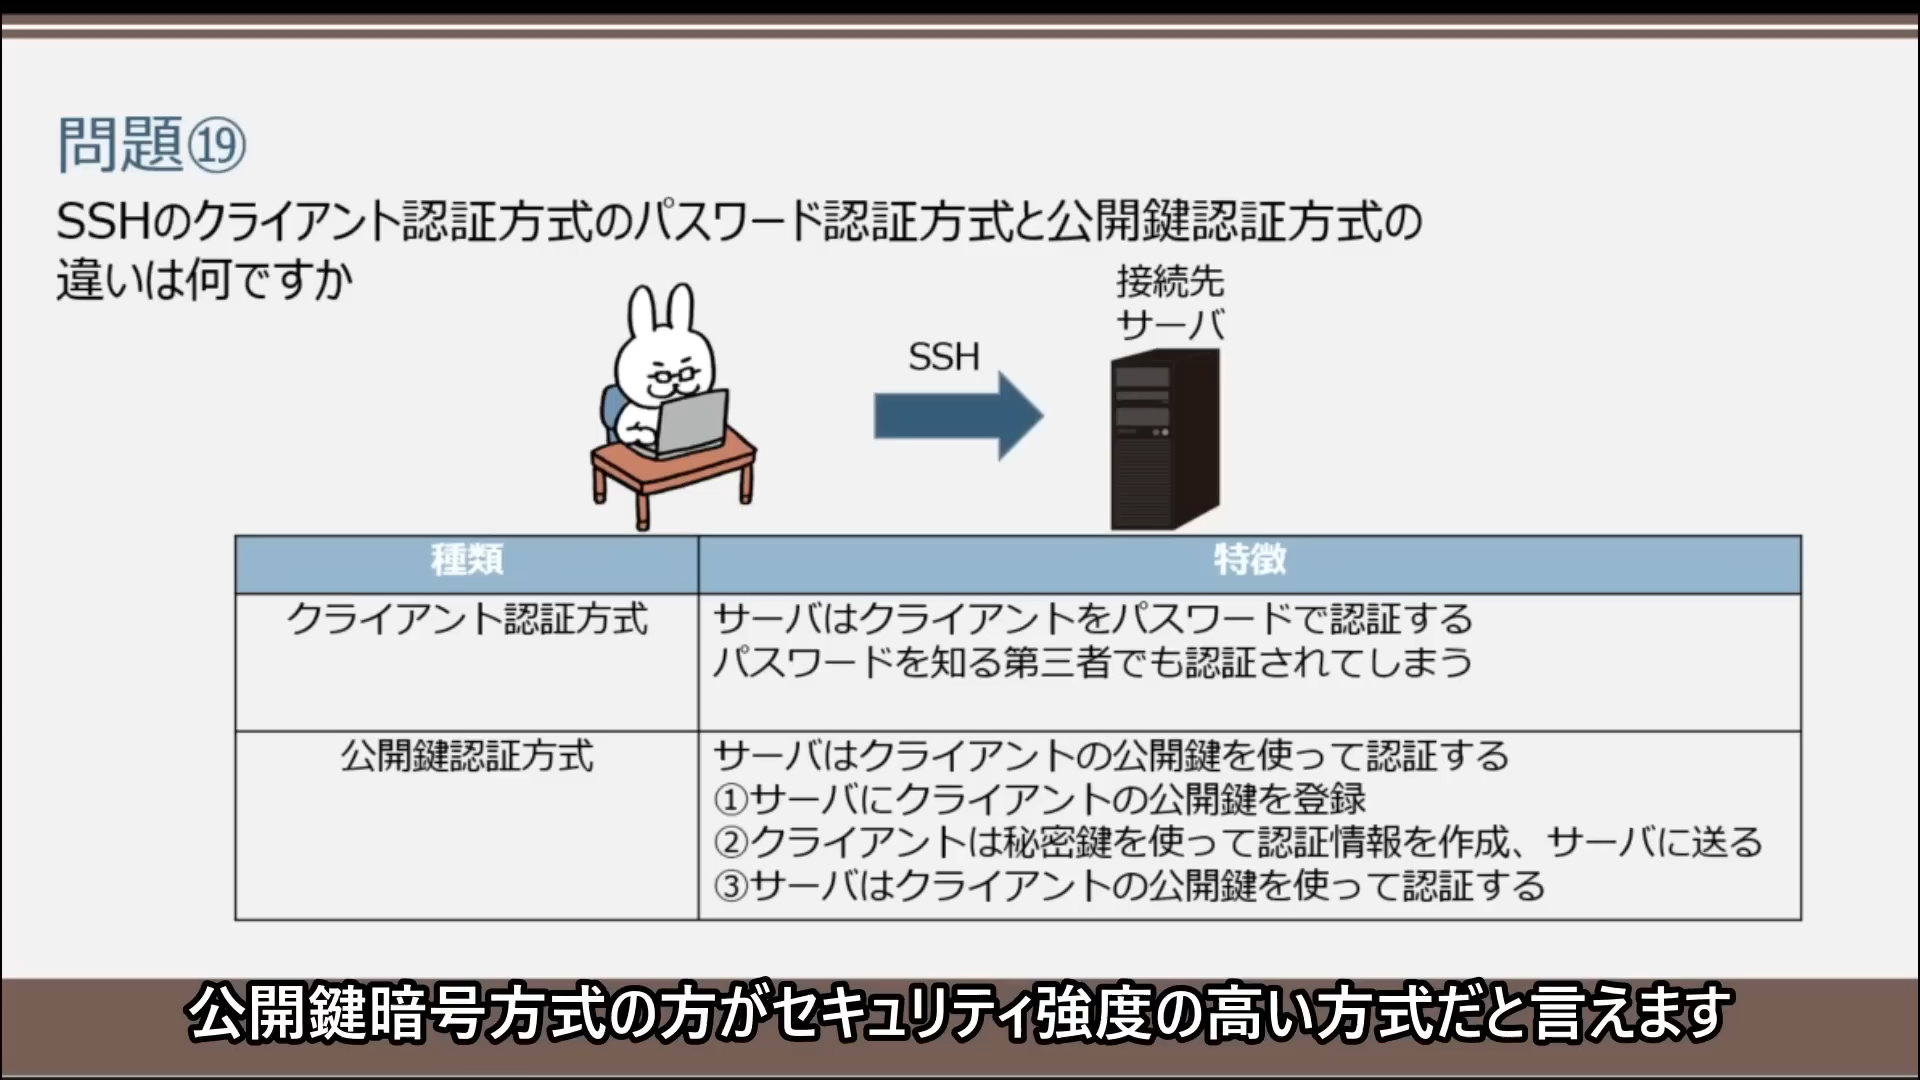 問題⑲
SSHのクライアント認証方式のパスワード認証方式と公開鍵認証方式の
違いは何ですか
接続先
サーバ
SSH
種類
特徴
クライアント認証方式
サーバはクライアントをパスワードで認証する
パスワードを知る第三者でも認証されてしまう
公開鍵認証方式
サーバはクライアントの公開鍵を使って認証する
①サーバにクライアントの公開鍵を登録
②クライアントは秘密鍵を使って認証情報を作成、サーバに送る
③サーバはクライアントの公開鍵を使って認証する
公開鍵暗号方式の方がセキュリティ強度の高い方式だと言えます